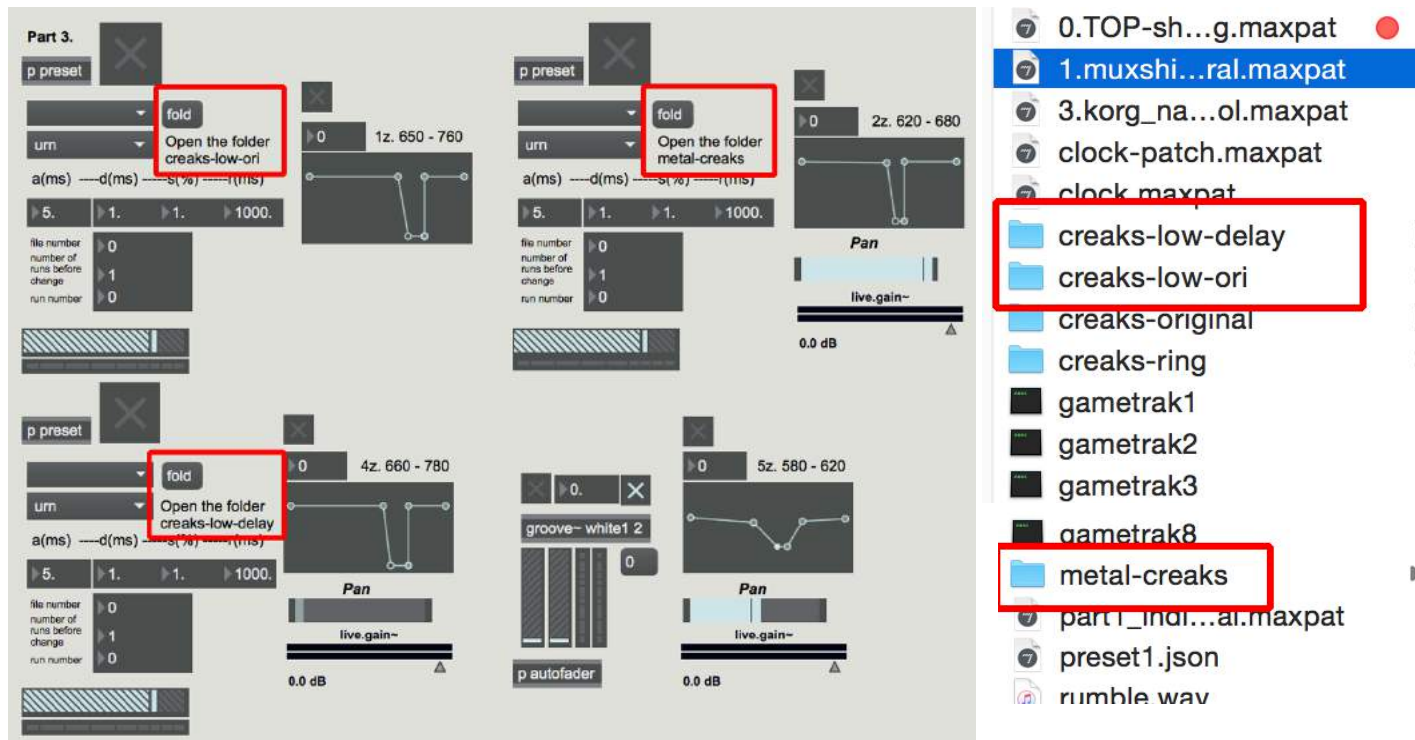 Part 3.
p preset
fold
Open the folder
creaks-low-ori
urn
a(ms) ----d(ms) -----s(%) -----r(ms)
5.
1.
1.
1000.
file number
0
number of
runs before
change
1
run number
0
0
1z. 650 - 760
p preset
fold
Open the folder
metal-creaks
urn
a(ms) ----d(ms) -----s(%) -----r(ms)
5.
1.
1.
1000.
file number
0
number of
runs before
change
1
run number
0
0
2z. 620 - 680
Pan
live.gain~
0.0 dB
p preset
fold
Open the folder
creaks-low-delay
urn
a(ms) ----d(ms) -----s(%) -----r(ms)
5.
1.
1.
1000.
file number
0
number of
runs before
change
1
run number
0
0
4z. 660 - 780
Pan
live.gain~
0.0 dB
0.
groove~ white1 2
0
p autofader
0
5z. 580 - 620
Pan
live.gain~
0.0 dB
0.TOP-sh...g.maxpat
1.muxshi...ral.maxpat
3.korg_na...ol.maxpat
clock-patch.maxpat
clock.maxpat
creaks-low-delay
creaks-low-ori
creaks-original
creaks-ring
gametrak1
gametrak2
gametrak3
gametrak8
metal-creaks
part1_indi...al.maxpat
preset1.json
rumble.wav